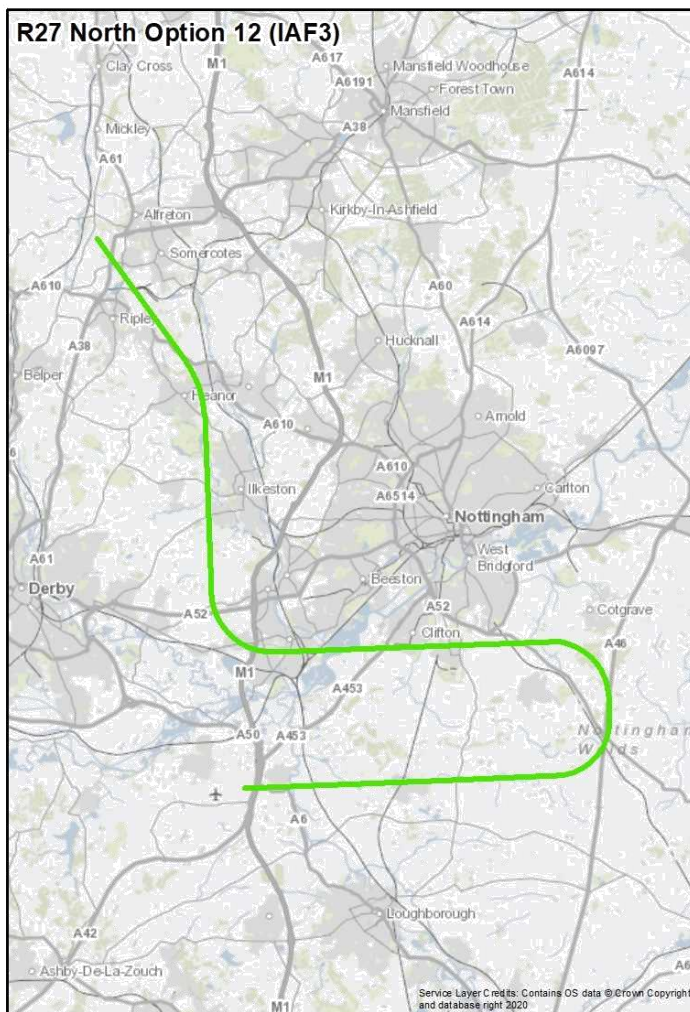 R27 North Option 12 (IAF3)
Clay Cross
M1
A617
A6191
Mansfield Woodhouse
Forest Town
A614
Mansfield
Mickley
A38
A61
Alfreton
Kirkby-In-Ashfield
Somercotes
A610
A60
Ripley
A614
A38
Hucknall
A6097
Belper
M1
Heanor
Arnold
A610
A610
Ilkeston
Carlton
A6514
Nottingham
A61
West
Bridgford
Beeston
Derby
A52
A52
Cotgrave
Clifton
A46
M1
A453
A50
A453
Nottingham
Wolds
A6
Loughborough
A42
Ashby-De-La-Zouch
M1
Service Layer Credits: Contains OS data © Crown Copyright
and database right 2020